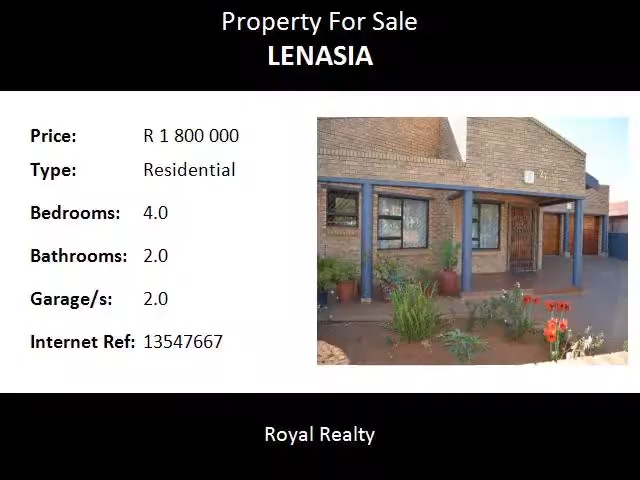 Property For Sale
LENASIA
Price: R 1 800 000
Type: Residential
Bedrooms: 4.0
Bathrooms: 2.0
Garage/s: 2.0
Internet Ref: 13547667
Royal Realty